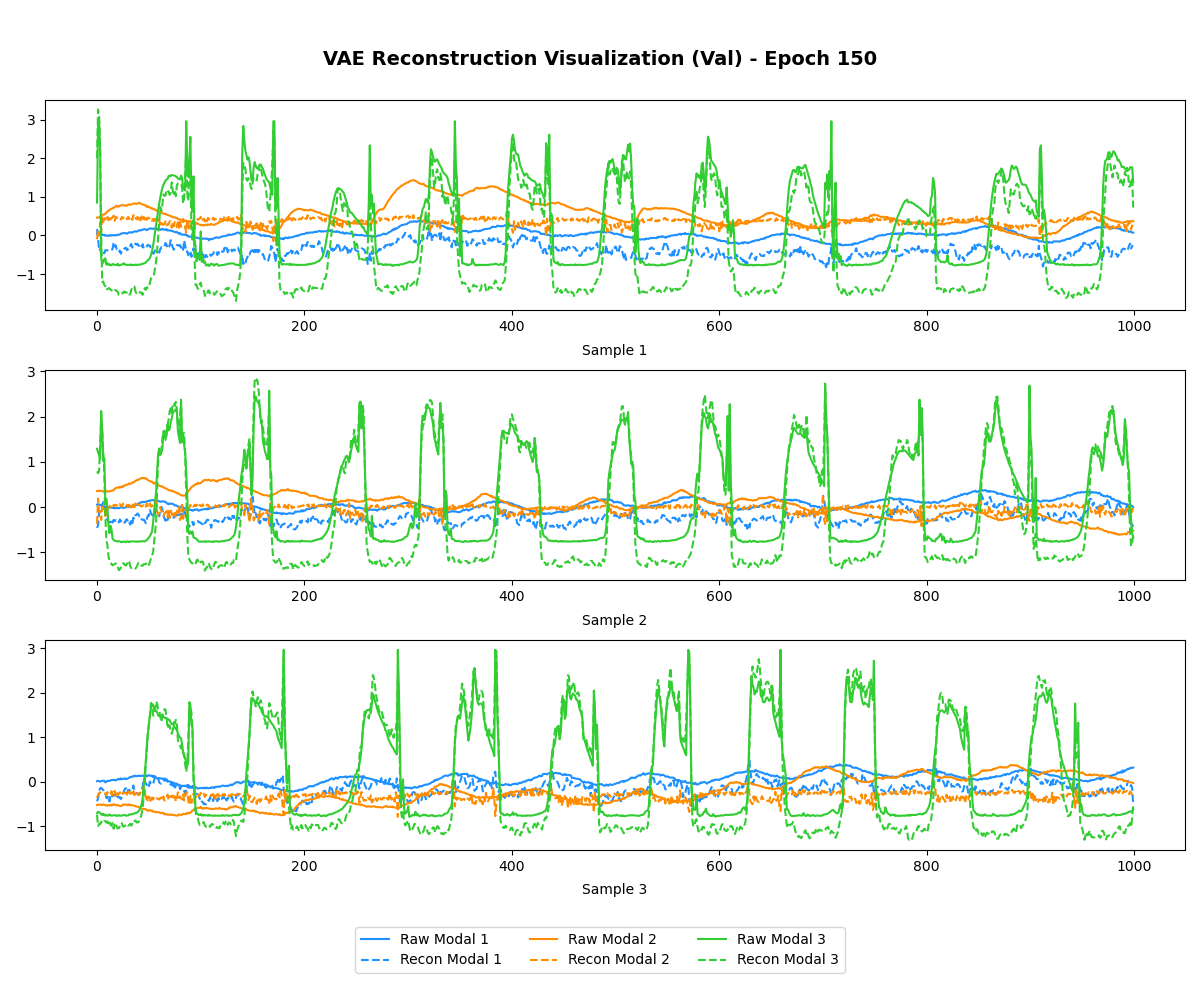 VAE Reconstruction Visualization (Val) - Epoch 150
3
2
1
0
−1
0 200 400 600 800 1000
Sample 1
3
2
1
0
−1
0 200 400 600 800 1000
Sample 2
3
2
1
0
−1
0 200 400 600 800 1000
Sample 3
Raw Modal 1 Raw Modal 2 Raw Modal 3
Recon Modal 1 Recon Modal 2 Recon Modal 3